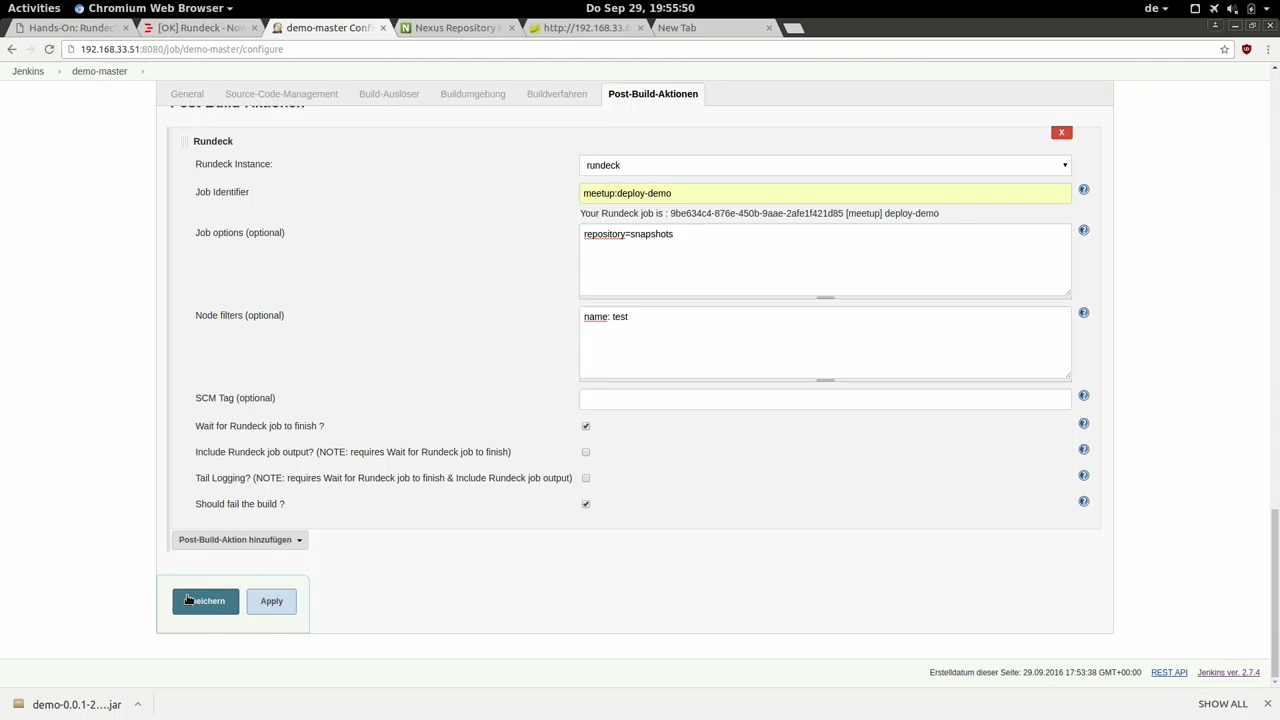 Activities
Chromium Web Browser
Do Sep 29, 19:55:50
de
Hands-On: Rundec
[OK] Rundeck - No
demo-master Conf
Nexus Repository
http://192.168.33.
New Tab
192.168.33.51:8080/job/demo-master/configure
Jenkins
demo-master
General
Source-Code-Management
Build-Auslöser
Buildumgebung
Buildverfahren
Post-Build-Aktionen
Post-Build-Aktionen
Rundeck
X
Rundeck Instance:
rundeck
Job Identifier
meetup:deploy-demo
Your Rundeck job is : 9be634c4-876e-450b-9aae-2afe1f421d85 [meetup] deploy-demo
Job options (optional)
repository=snapshots
Node filters (optional)
name: test
SCM Tag (optional)
Wait for Rundeck job to finish ?
Include Rundeck job output? (NOTE: requires Wait for Rundeck job to finish)
Tail Logging? (NOTE: requires Wait for Rundeck job to finish & Include Rundeck job output)
Should fail the build ?
Post-Build-Aktion hinzufügen
eichern
Apply
Erstelldatum dieser Seite: 29.09.2016 17:53:38 GMT+00:00
REST API
Jenkins ver. 2.7.4
demo-0.0.1-2....jar
SHOW ALL